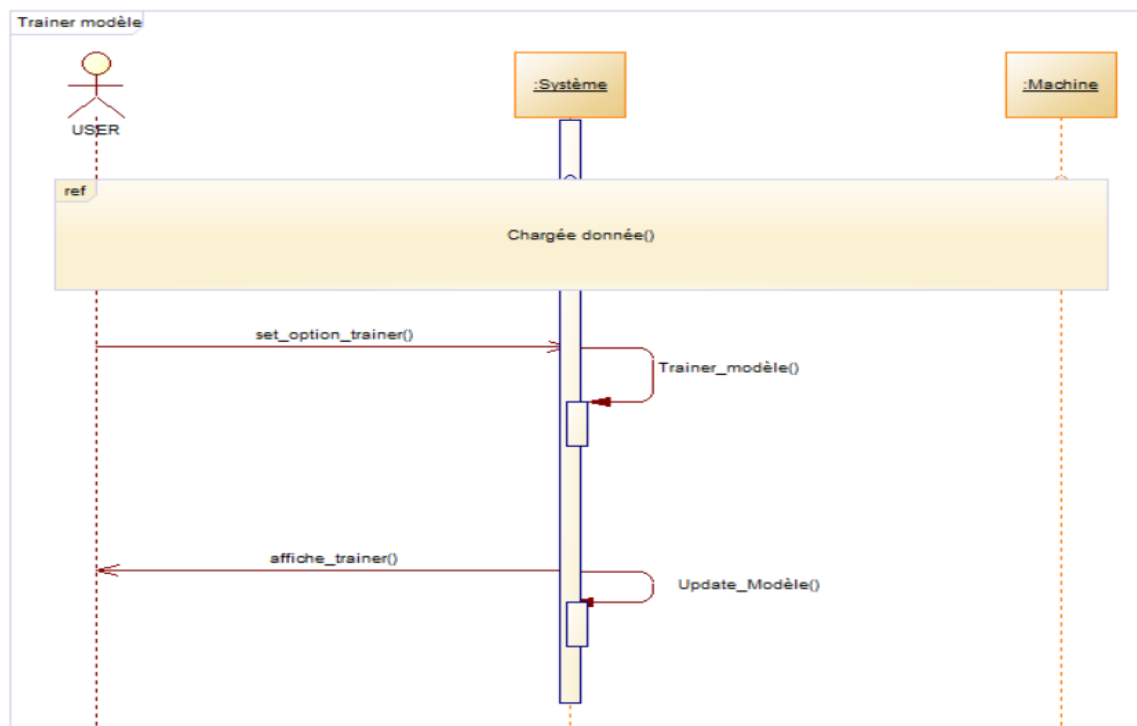 Trainer modèle
USER
:Système
:Machine
ref
Chargée donnée()
set_option_trainer()
Trainer_modèle()
affiche_trainer()
Update_Modèle()